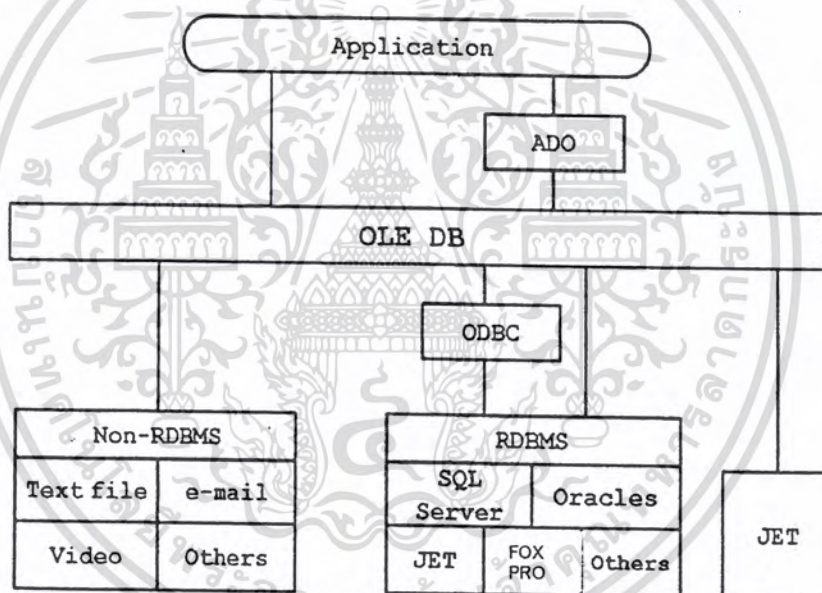 Application
ADO
OLE DB
ODBC
Non-RDBMS
Text file
e-mail
Video
Others
RDBMS
SQL
Server
Oracles
JET
FOX
PRO
Others
JET